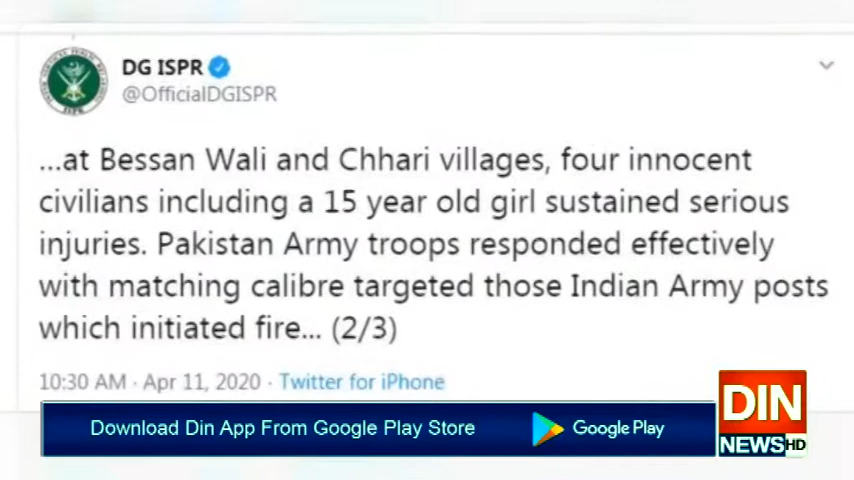 DG ISPR
@OfficialDGISPR
...at Bessan Wali and Chhari villages, four innocent
civilians including a 15 year old girl sustained serious
injuries. Pakistan Army troops responded effectively
with matching calibre targeted those Indian Army posts
which initiated fire... (2/3)
10:30 AM · Apr 11, 2020 · Twitter for iPhone
Download Din App From Google Play Store
Google Play
DIN
NEWS HD